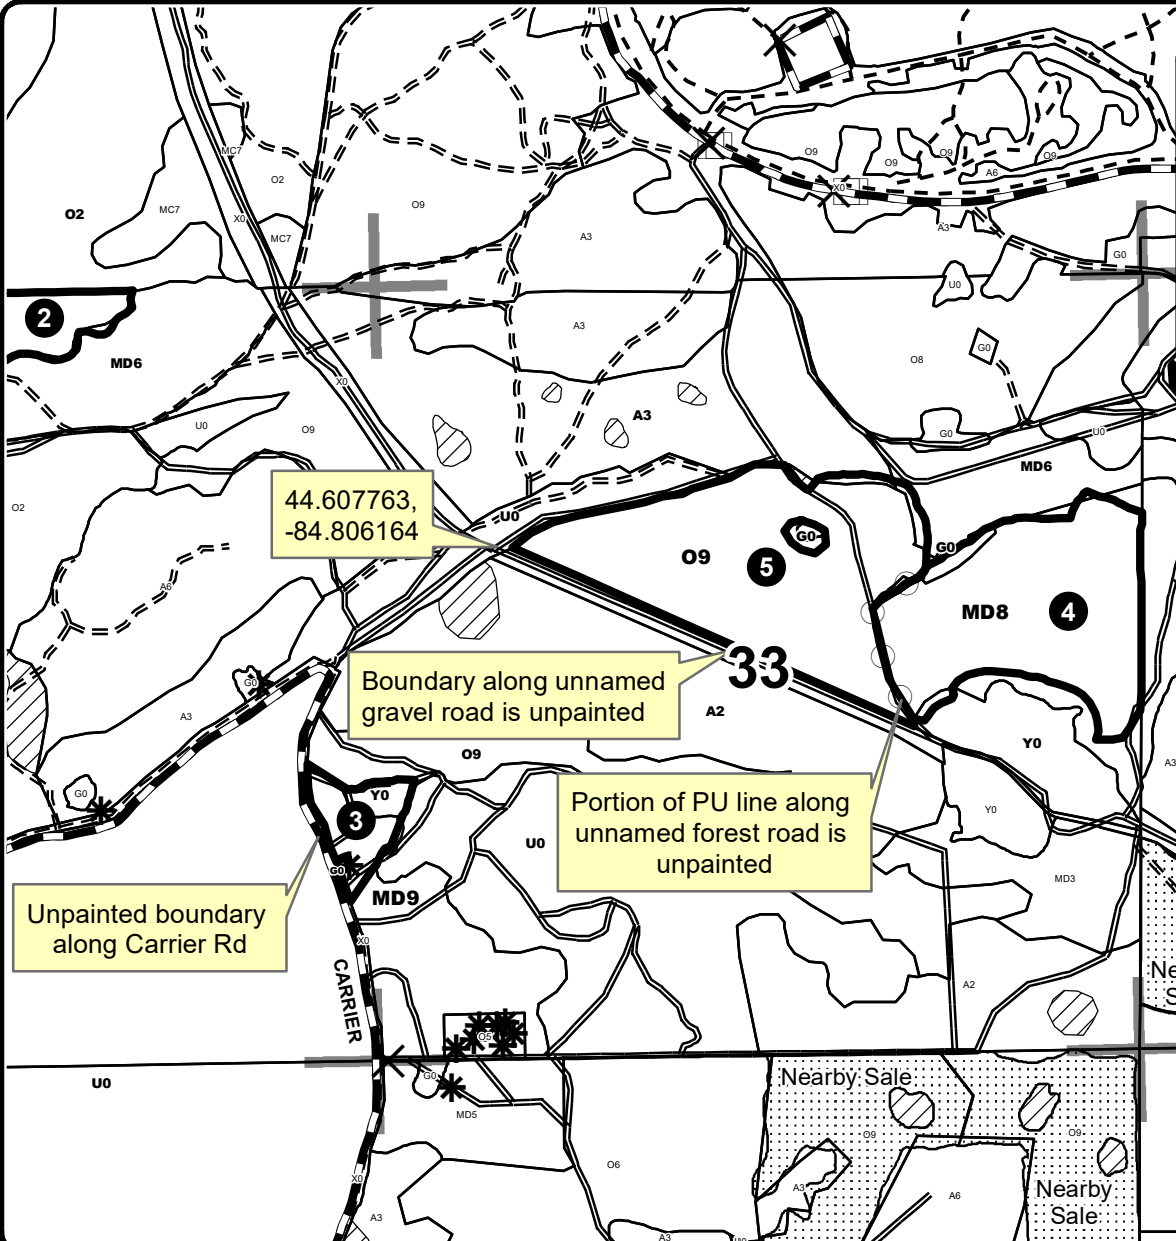 MC7
O2
O9
O9
O9
O9
O9
A6
X0
MC7
O2
X0
MC7
A3
A3
G0
U0
2
MD6
A3
G0
O8
X0
A3
U0
O9
G0
U0
MD6
O2
44.607763,
-84.806164
U0
G0
O9
5
G0
MD8
4
A6
33
G0
Boundary along unnamed
gravel road is unpainted
A3
A2
Y0
O9
A3
G0
Y0
Y0
3
Portion of PU line along
unnamed forest road is
unpainted
U0
G0
MD3
MD9
Unpainted boundary
along Carrier Rd
X0
CARRIER
A2
Ne
S
O5
U0
G0
MD5
Nearby Sale
O9
O9
O6
X0
A3
A6
Nearby
Sale
A3
A3